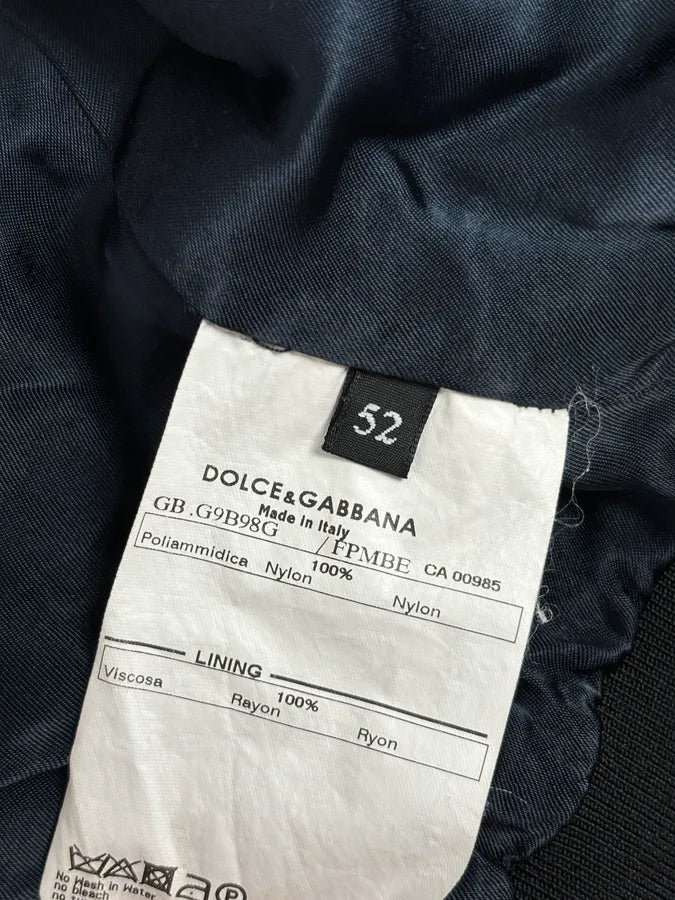 52
DOLCE&GABBANA
Made in Italy
GB.G9B98G / FPMBE CA 00985
Poliammidica Nylon 100% Nylon
LINING
Viscosa Rayon 100% Ryon
P
No Wash in Water
no bleach
no